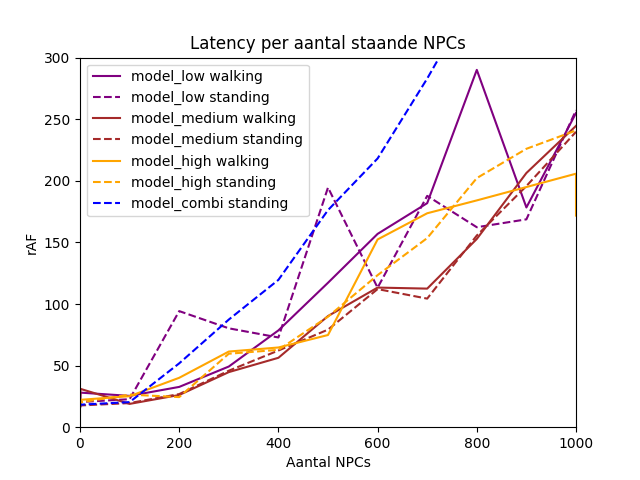 Latency per aantal staande NPCs
300
250
200
150
100
50
0
rAF
model_low walking
model_low standing
model_medium walking
model_medium standing
model_high walking
model_high standing
model_combi standing
0 200 400 600 800 1000
Aantal NPCs